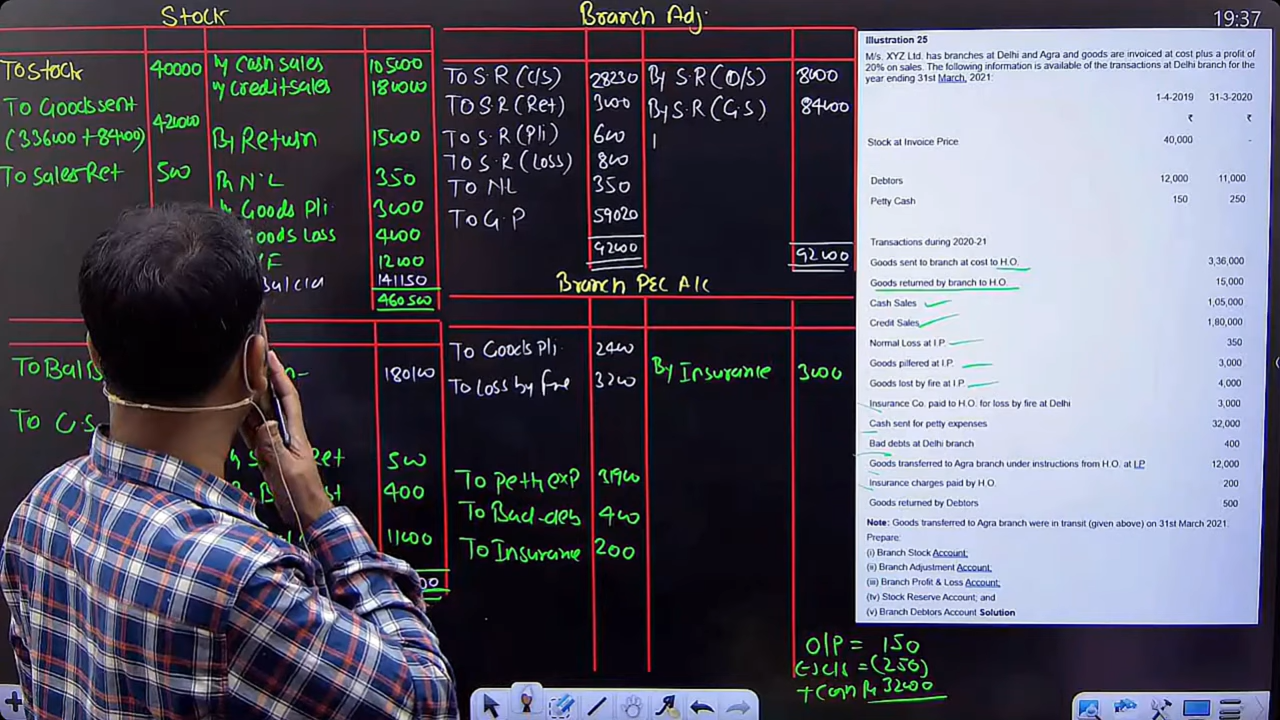 Stock
To Stock 40000 By Cash sales 105000
By Credit sales 180000
To Goods sent
(336000 + 84000) 420000 By Return 15000
To Sales Ret 500 By N.L 350
Goods Pli 3000
Goods Loss 4000
12000
Bal c/d 141150
460500
To Bal 180100
To C.S.
Ret 500
400
11000
Branch Adj.
To S.R (C/S) 28230 By S.R (O/S) 8000
To S.R (Ret) 3000 By S.R (G.S) 84000
To S.R (Pli) 600
To S.R (Loss) 800
To NL 350
To G.P 59020
92000 92000
Branch P&L A/c
To Goods Pli. 2400
To Loss by fire 3200 By Insurance 3000
To Petty exp 31900
To Bad-deb 400
To Insurance 200
O/P = 150
(-) C/S = (250)
+ Cash 32000
19:37
Illustration 25
M/s. XYZ Ltd. has branches at Delhi and Agra and goods are invoiced at cost plus a profit of
20% on sales. The following information is available of the transactions at Delhi branch for the
year ending 31st March, 2021:
1-4-2019 31-3-2020
₹ ₹
Stock at Invoice Price 40,000 -
Debtors 12,000 11,000
Petty Cash 150 250
Transactions during 2020-21
Goods sent to branch at cost to H.O. 3,36,000
Goods returned by branch to H.O. 15,000
Cash Sales 1,05,000
Credit Sales 1,80,000
Normal Loss at I.P. 350
Goods pilfered at I.P. 3,000
Goods lost by fire at I.P. 4,000
Insurance Co. paid to H.O. for loss by fire at Delhi 3,000
Cash sent for petty expenses 32,000
Bad debts at Delhi branch 400
Goods transferred to Agra branch under instructions from H.O. at I.P 12,000
Insurance charges paid by H.O. 200
Goods returned by Debtors 500
Note: Goods transferred to Agra branch were in transit (given above) on 31st March 2021.
Prepare:
(i) Branch Stock Account;
(ii) Branch Adjustment Account;
(iii) Branch Profit & Loss Account;
(iv) Stock Reserve Account; and
(v) Branch Debtors Account Solution